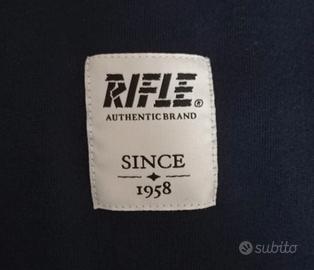 RIFLE®
AUTHENTIC BRAND
SINCE
1958
subito